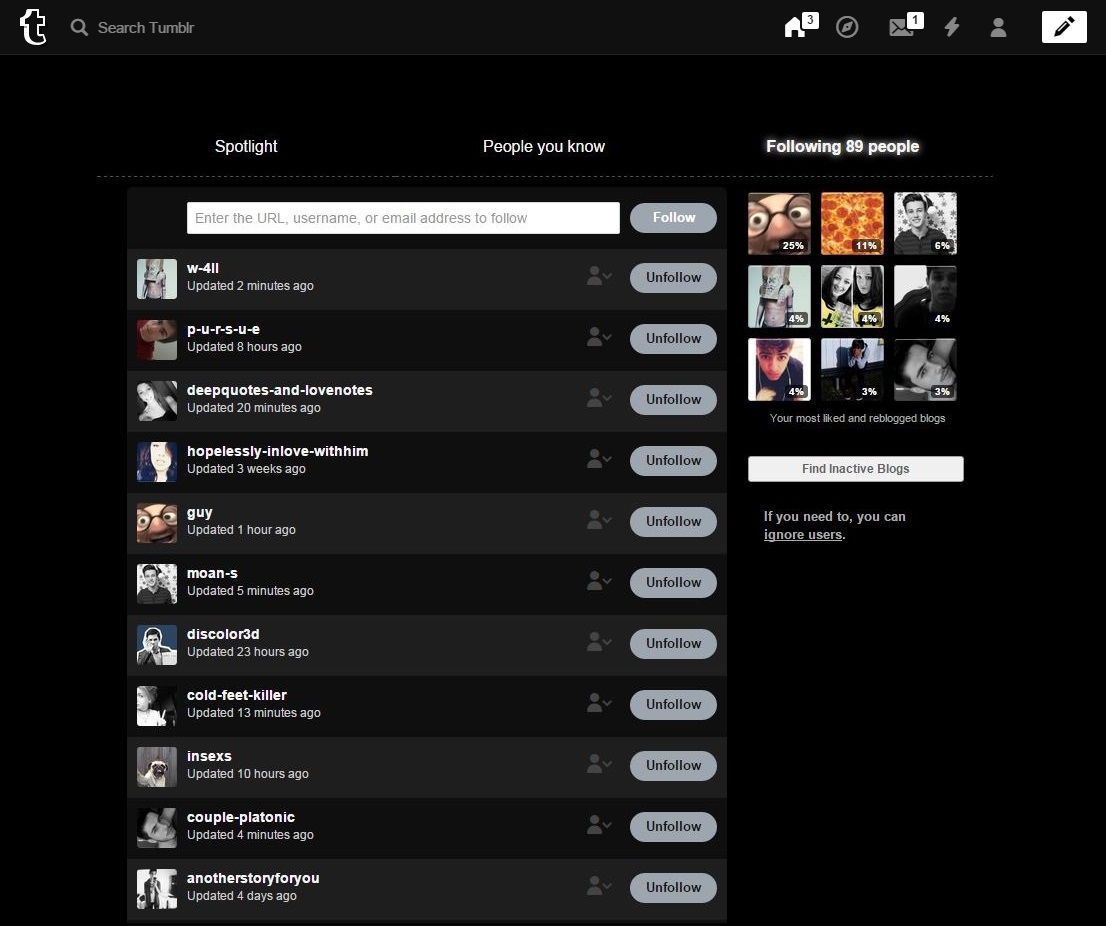 Search Tumblr
3
1
Spotlight
People you know
Following 89 people
Enter the URL, username, or email address to follow
Follow
w-4ll
Updated 2 minutes ago
Unfollow
p-u-r-s-u-e
Updated 8 hours ago
Unfollow
deepquotes-and-lovenotes
Updated 20 minutes ago
Unfollow
hopelessly-inlove-withhim
Updated 3 weeks ago
Unfollow
guy
Updated 1 hour ago
Unfollow
moan-s
Updated 5 minutes ago
Unfollow
discolor3d
Updated 23 hours ago
Unfollow
cold-feet-killer
Updated 13 minutes ago
Unfollow
insexs
Updated 10 hours ago
Unfollow
couple-platonic
Updated 4 minutes ago
Unfollow
anotherstoryforyou
Updated 4 days ago
Unfollow
25%
11%
6%
4%
4%
4%
4%
3%
3%
Your most liked and reblogged blogs
Find Inactive Blogs
If you need to, you can
ignore users.